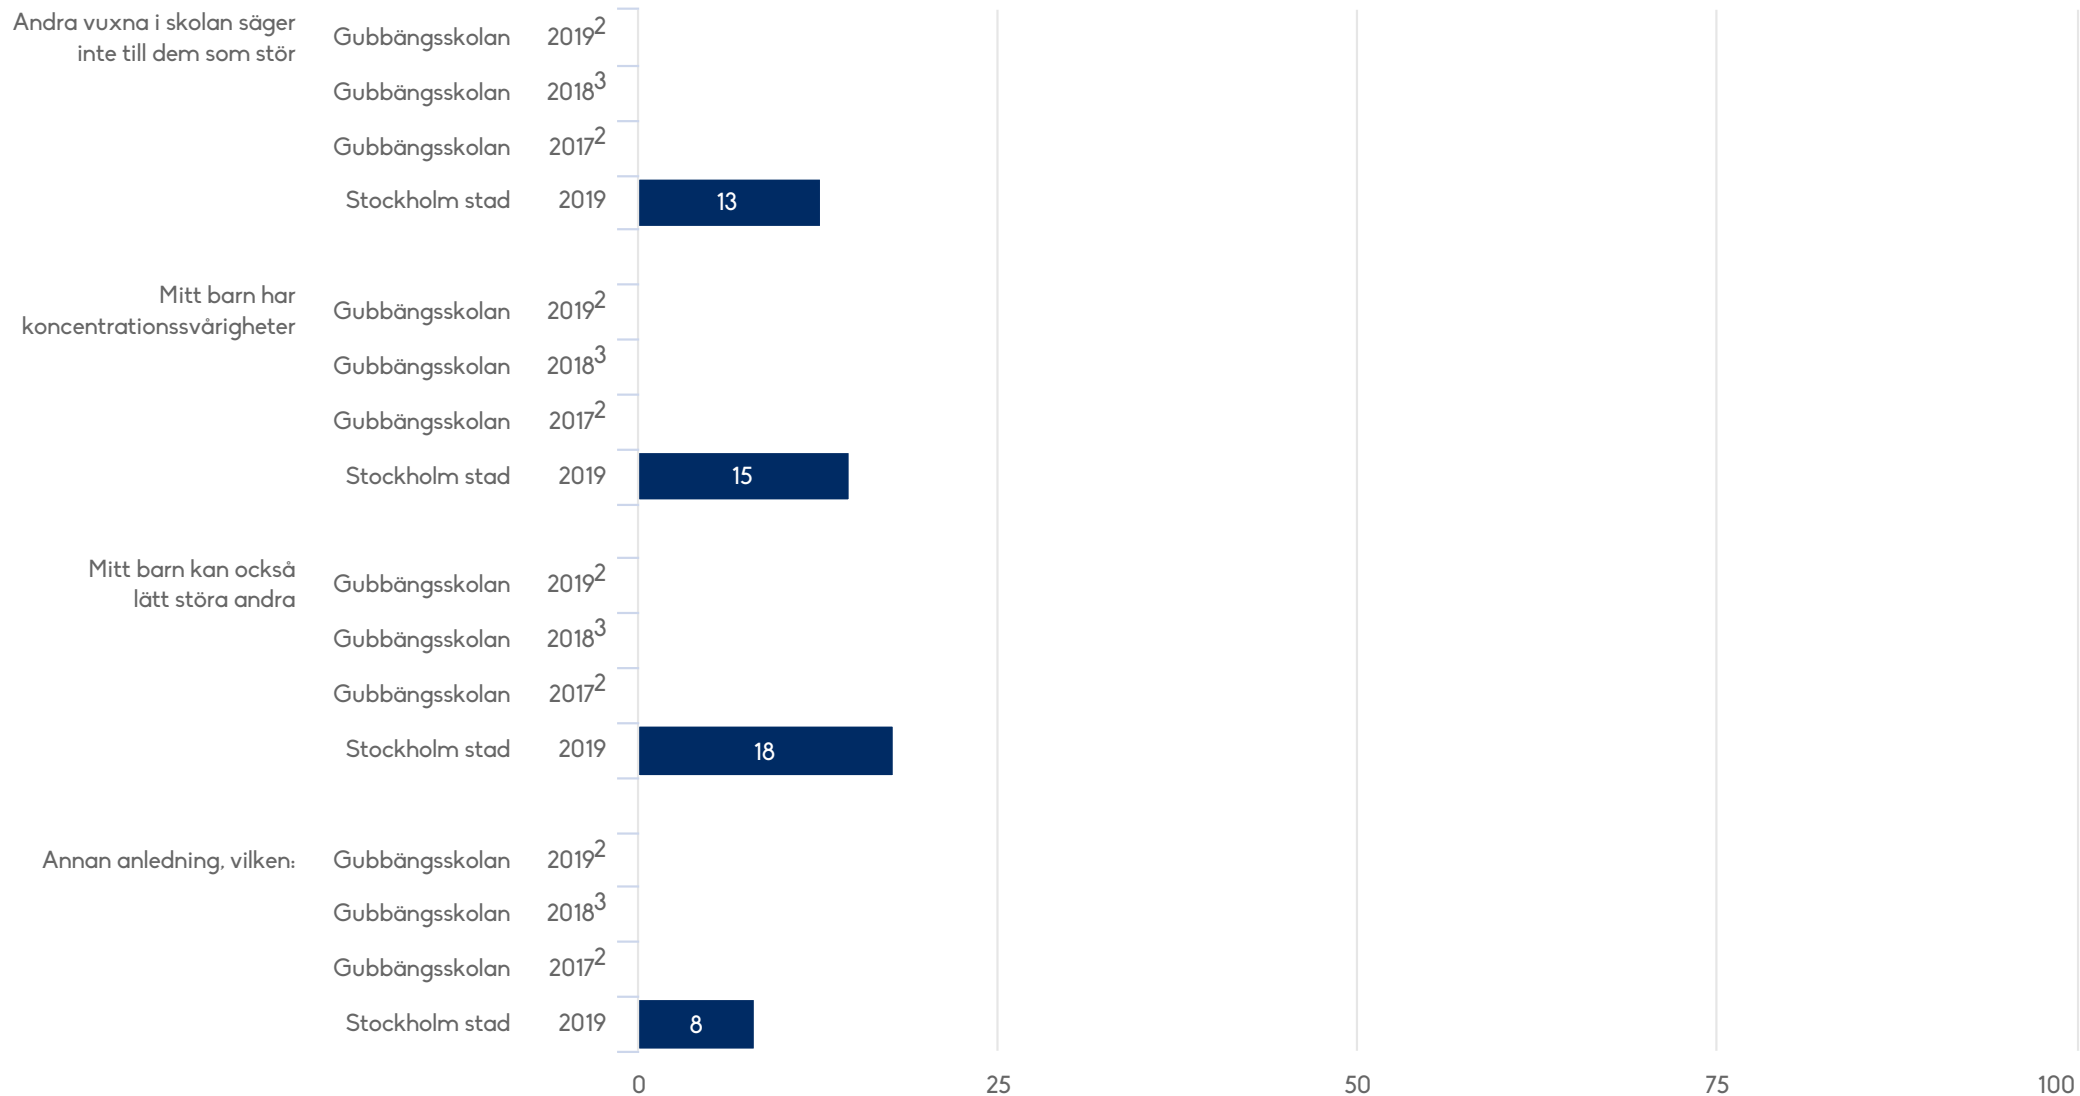 Andra vuxna i skolan säger
inte till dem som stör
Gubbängsskolan 2019²
Gubbängsskolan 2018³
Gubbängsskolan 2017²
Stockholm stad 2019 13
Mitt barn har
koncentrationssvårigheter
Gubbängsskolan 2019²
Gubbängsskolan 2018³
Gubbängsskolan 2017²
Stockholm stad 2019 15
Mitt barn kan också
lätt störa andra
Gubbängsskolan 2019²
Gubbängsskolan 2018³
Gubbängsskolan 2017²
Stockholm stad 2019 18
Annan anledning, vilken: Gubbängsskolan 2019²
Gubbängsskolan 2018³
Gubbängsskolan 2017²
Stockholm stad 2019 8
0 25 50 75 100